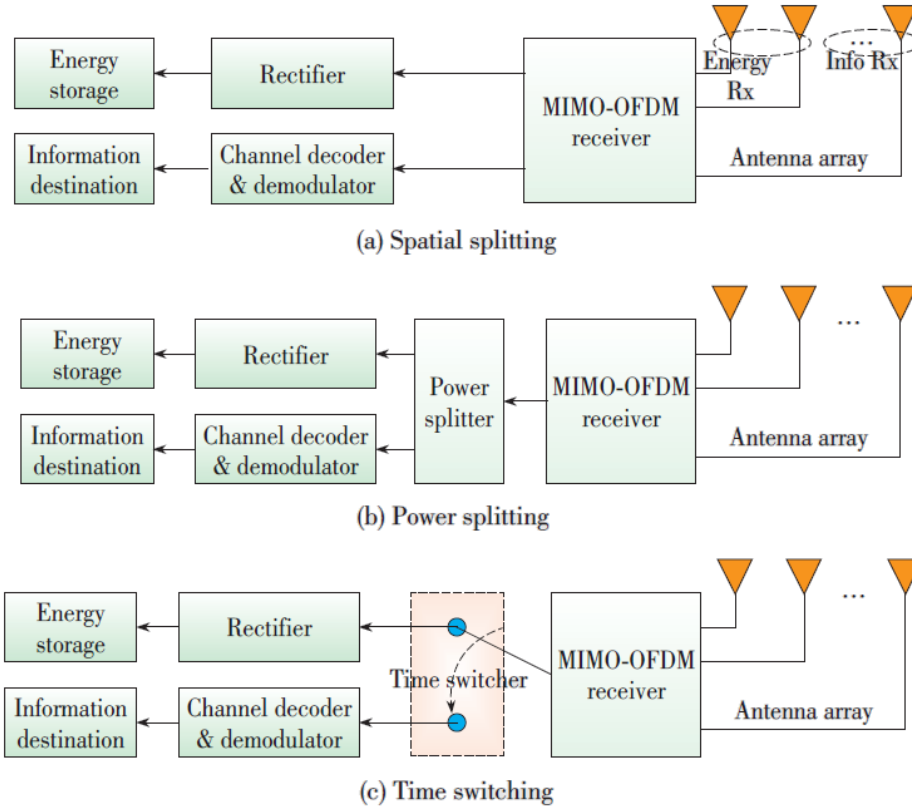 Energy
storage
Rectifier
MIMO-OFDM
receiver
Energy
Rx
...
Info Rx
Information
destination
Channel decoder
& demodulator
Antenna array
(a) Spatial splitting
Energy
storage
Rectifier
Power
splitter
MIMO-OFDM
receiver
...
Information
destination
Channel decoder
& demodulator
Antenna array
(b) Power splitting
Energy
storage
Rectifier
Time switcher
MIMO-OFDM
receiver
...
Information
destination
Channel decoder
& demodulator
Antenna array
(c) Time switching